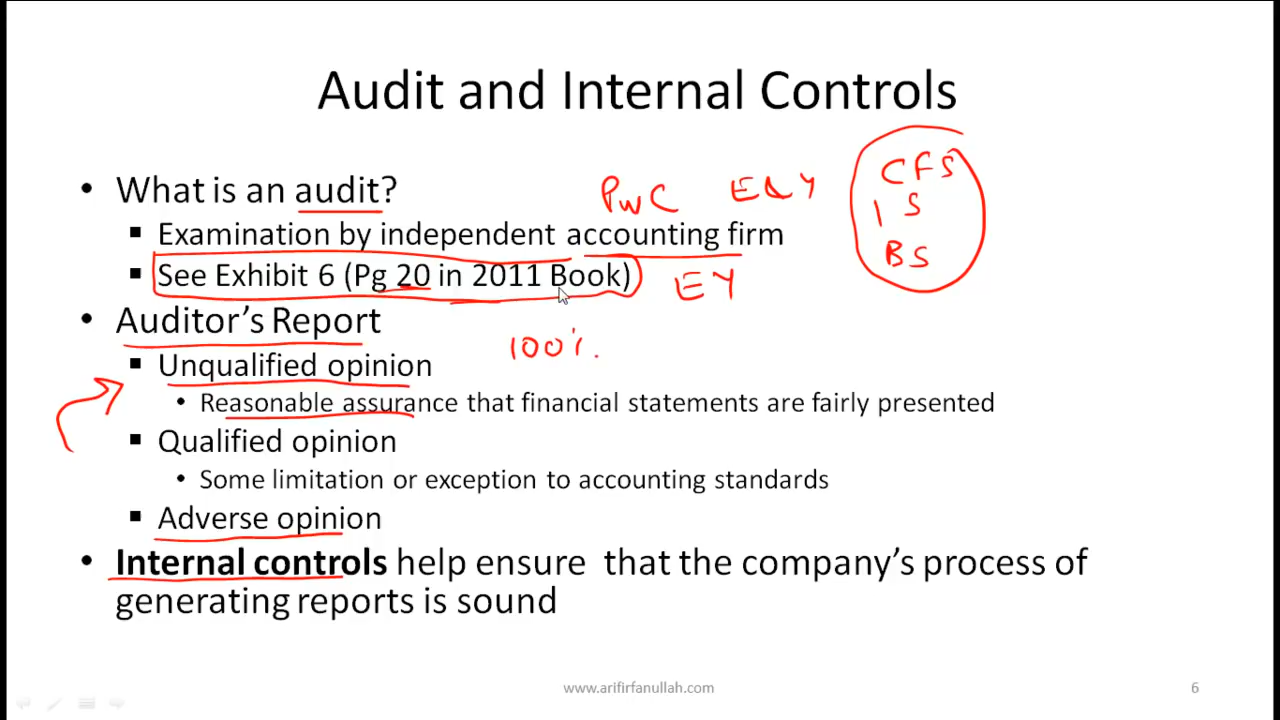 Audit and Internal Controls
• What is an audit?
PwC E&Y
CFS
IS
BS
▪ Examination by independent accounting firm
▪ See Exhibit 6 (Pg 20 in 2011 Book)
EY
• Auditor's Report
100%
▪ Unqualified opinion
• Reasonable assurance that financial statements are fairly presented
▪ Qualified opinion
• Some limitation or exception to accounting standards
▪ Adverse opinion
• Internal controls help ensure that the company's process of
generating reports is sound
www.arifirfanullah.com
6